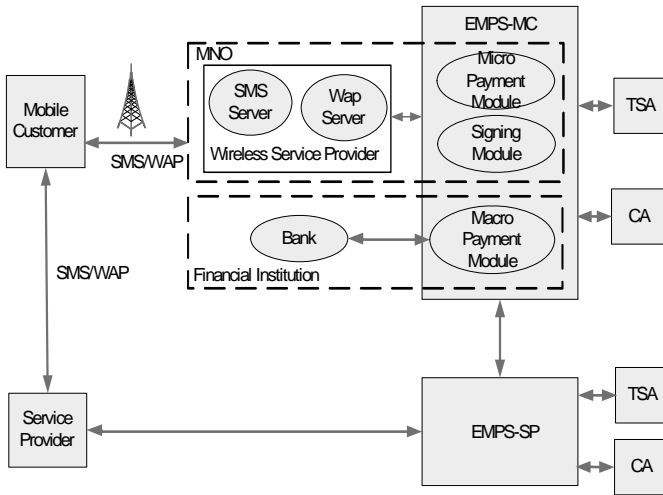 EMPS-MC
MNO
Micro
Payment
Module
SMS
Server
Wap
Server
Mobile
Customer
TSA
Signing
Module
SMS/WAP
Wireless Service Provider
CA
Macro
Payment
Module
Bank
Financial Institution
SMS/WAP
TSA
Service
Provider
EMPS-SP
CA